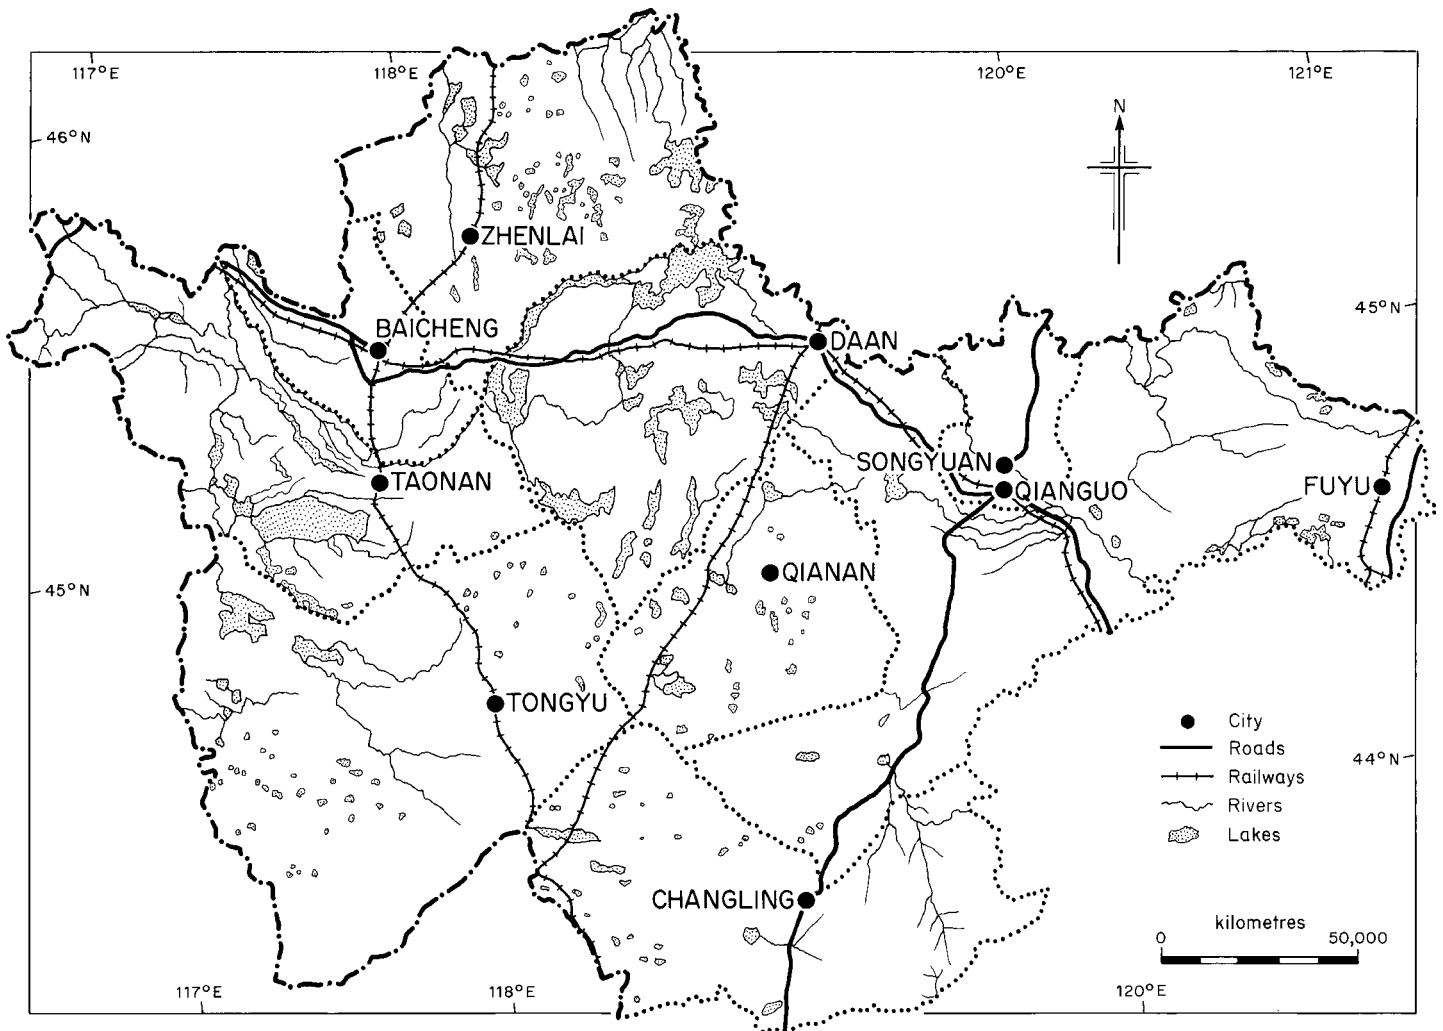 117°E
118°E
120°E
121°E
N
46°N
ZHENLAI
45°N
BAICHENG
DAAN
SONGYUAN
TAONAN
QIANGUO
FUYU
QIANAN
45°N
TONGYU
City
Roads
44°N
Railways
Rivers
Lakes
CHANGLING
kilometres
0 50,000
117°E
118°E
120°E